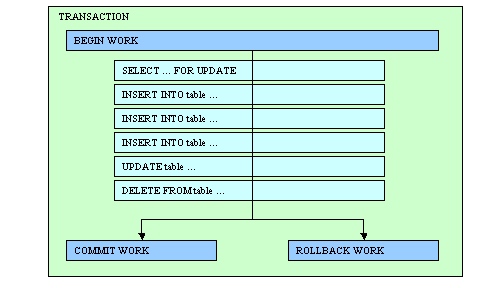 TRANSACTION
BEGIN WORK
SELECT ... FOR UPDATE
INSERT INTO table ...
INSERT INTO table ...
INSERT INTO table ...
UPDATE table ...
DELETE FROM table ...
COMMIT WORK
ROLLBACK WORK